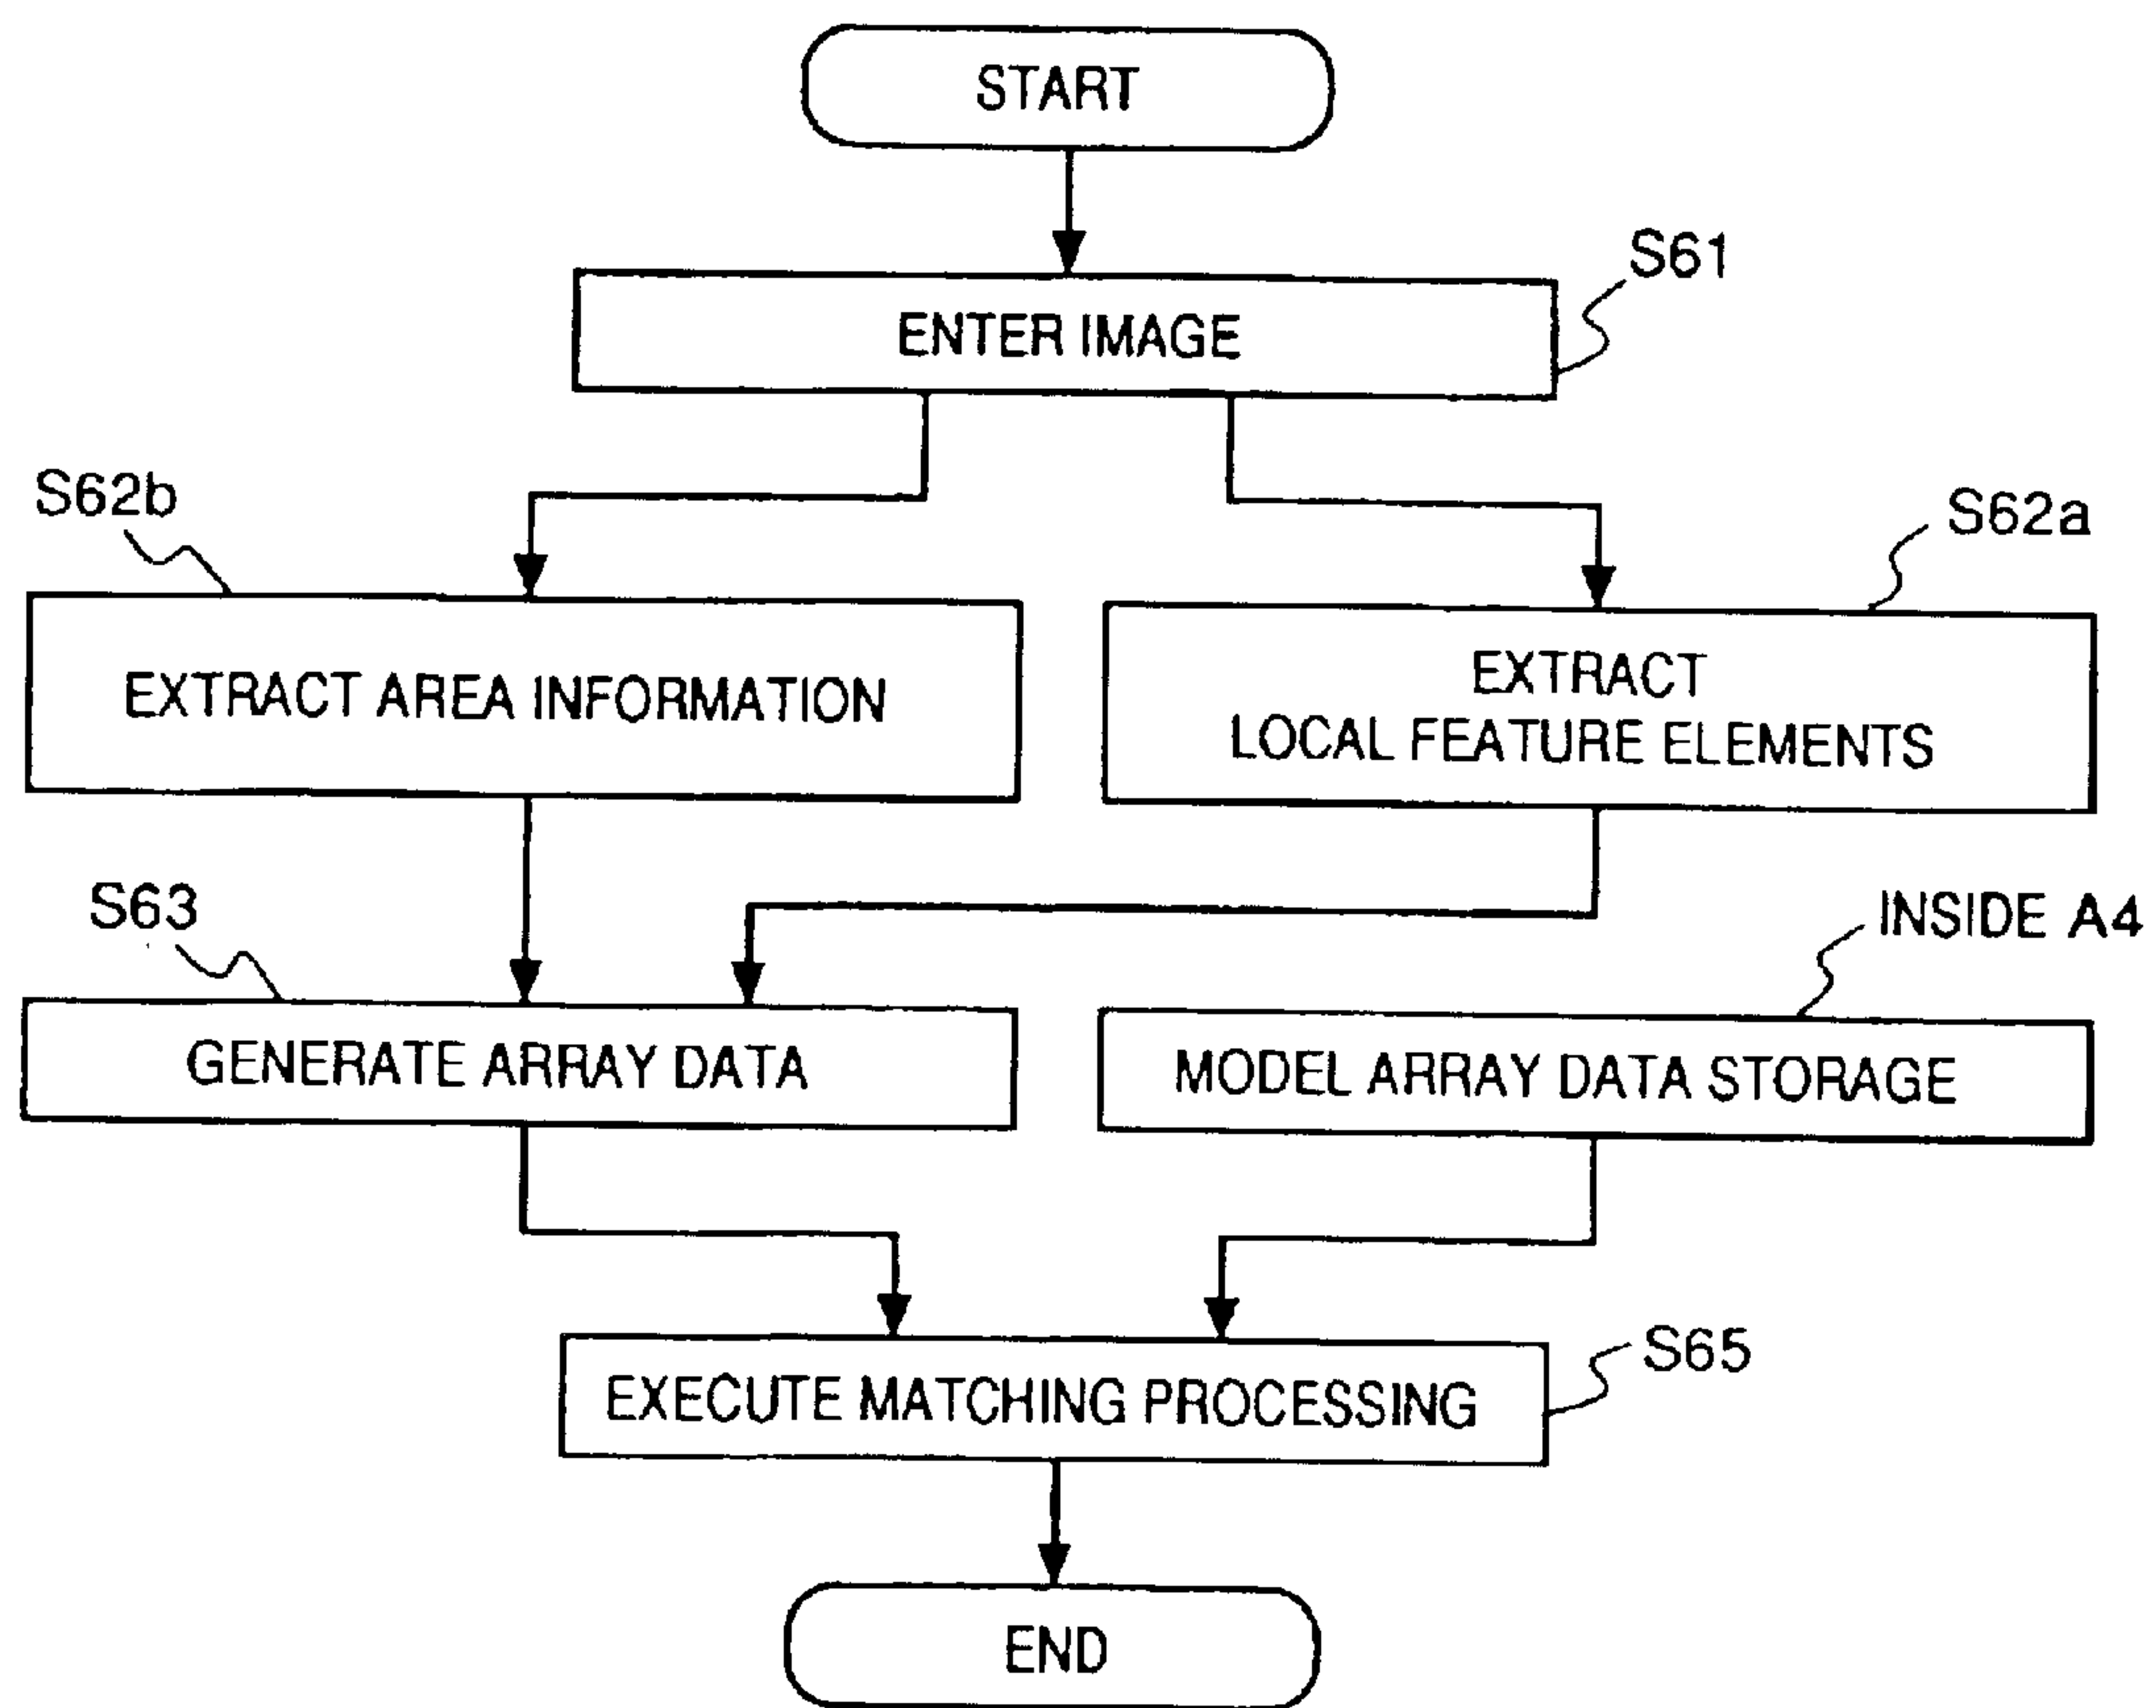 START
S61
ENTER IMAGE
S62b
S62a
EXTRACT AREA INFORMATION
EXTRACT
LOCAL FEATURE ELEMENTS
S63
INSIDE A4
GENERATE ARRAY DATA
MODEL ARRAY DATA STORAGE
S65
EXECUTE MATCHING PROCESSING
END